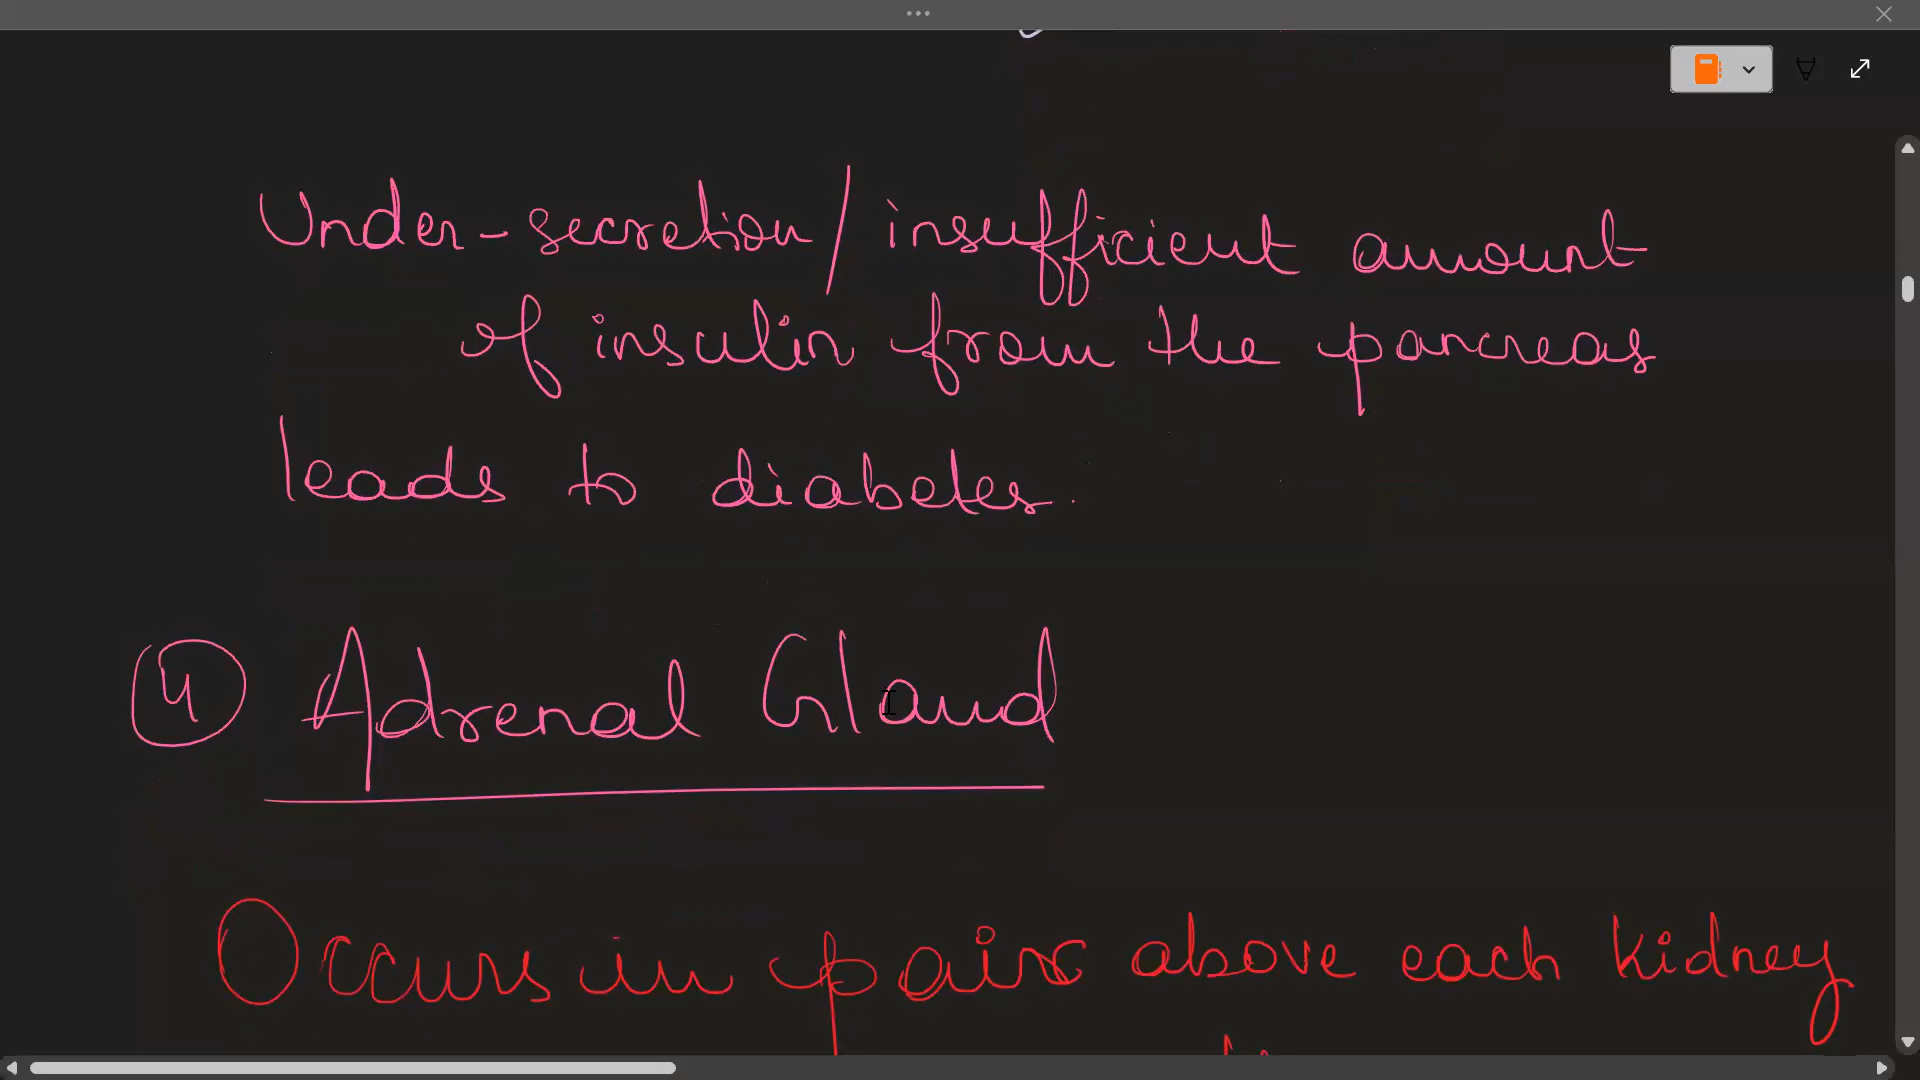 Under-secretion/insufficient amount
of insulin from the pancreas
leads to diabetes.
4 Adrenal Gland
Occurs in pairs above each kidney